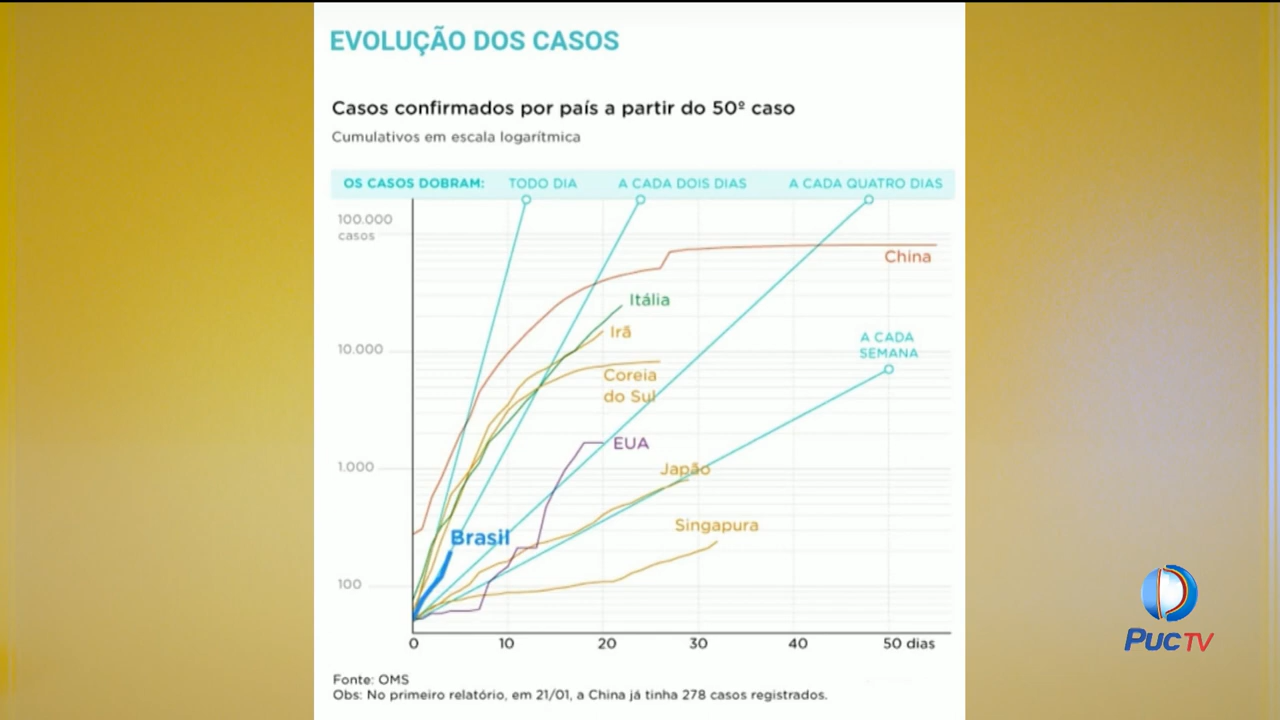 EVOLUÇÃO DOS CASOS
Casos confirmados por país a partir do 50º caso
Cumulativos em escala logarítmica
OS CASOS DOBRAM: TODO DIA A CADA DOIS DIAS A CADA QUATRO DIAS
100.000
casos
China
Itália
Irã
A CADA
SEMANA
10.000
Coreia
do Sul
EUA
1.000
Japão
Singapura
Brasil
100
0 10 20 30 40 50 dias
Fonte: OMS
Obs: No primeiro relatório, em 21/01, a China já tinha 278 casos registrados.
PUC TV